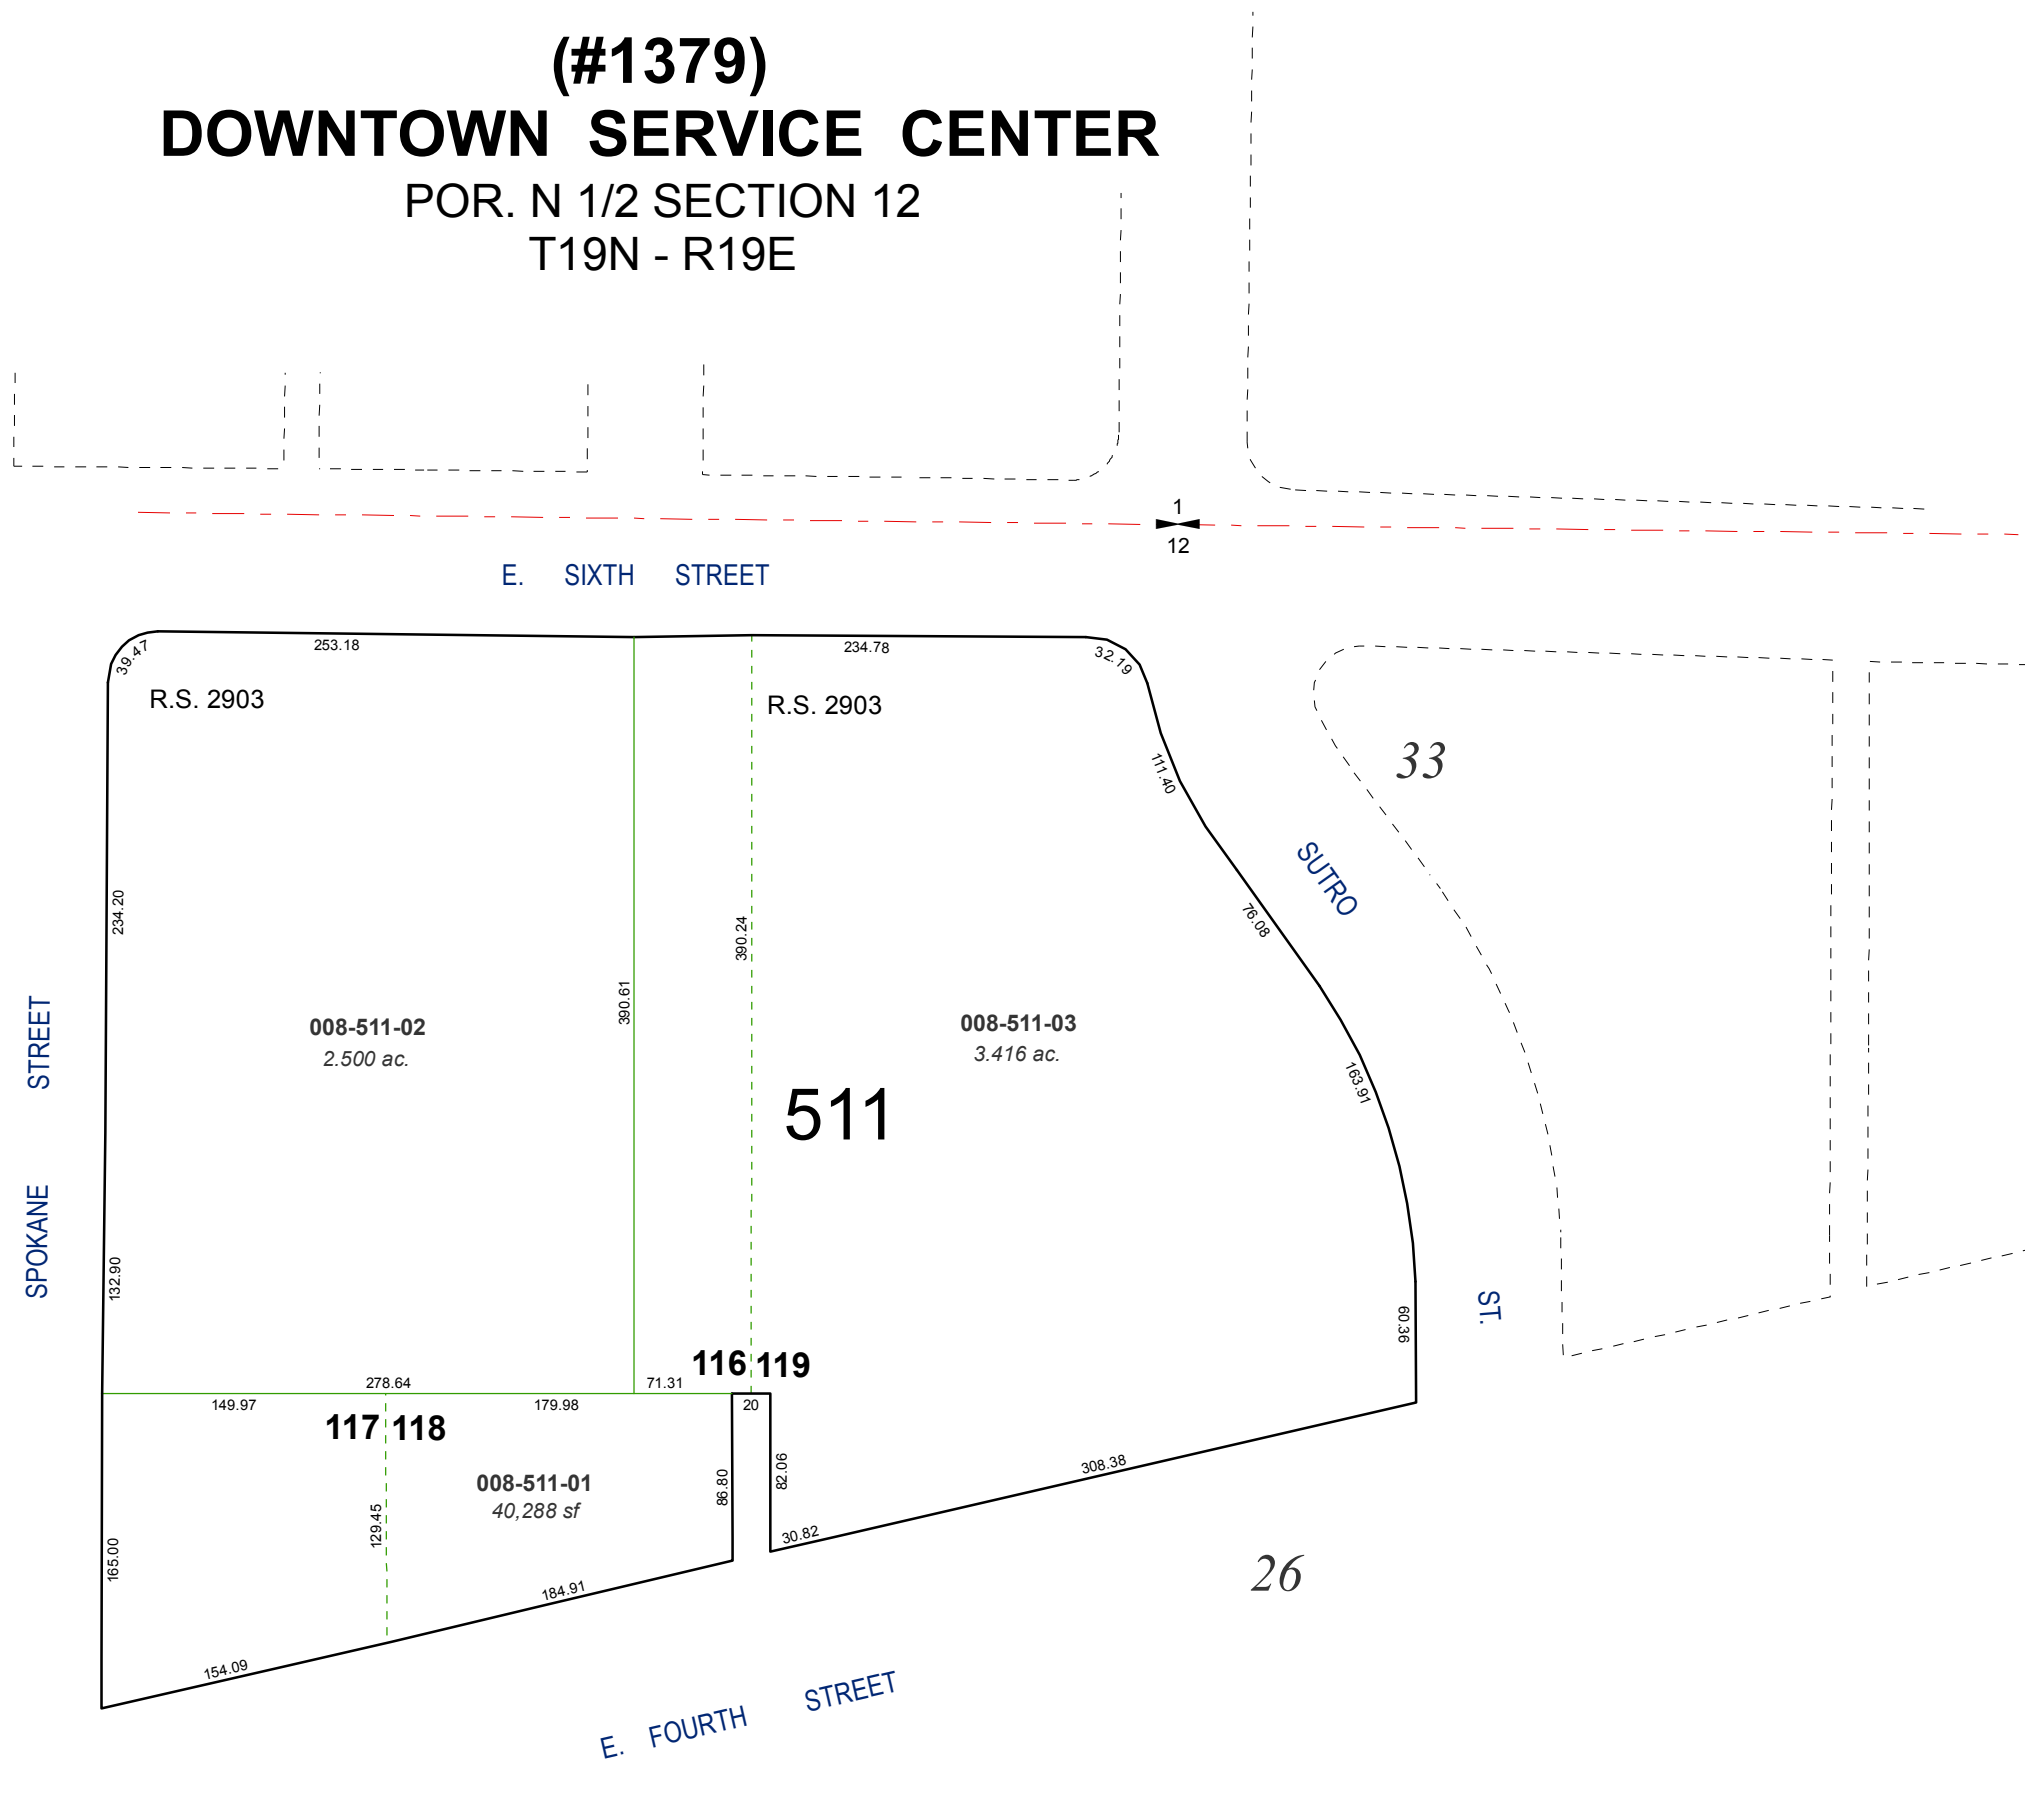 (#1379)
DOWNTOWN SERVICE CENTER
POR. N 1/2 SECTION 12
T19N - R19E
1
12
E. SIXTH STREET
253.18
234.78
39.47
32.19
R.S. 2903
R.S. 2903
33
111.40
SUTRO
234.20
76.08
390.24
390.61
SPOKANE STREET
008-511-02
2.500 ac.
008-511-03
3.416 ac.
163.91
511
132.90
ST.
60.36
116 119
278.64
71.31
149.97
179.98
20
117 118
008-511-01
40,288 sf
86.80
82.06
308.38
129.45
30.82
165.00
184.91
26
154.09
E. FOURTH STREET